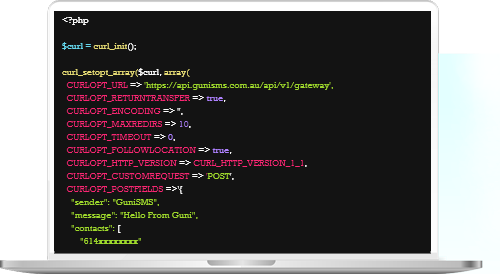 <?php
$curl = curl_init();
curl_setopt_array($curl, array(
CURLOPT_URL => 'https://api.gunisms.com.au/api/v1/gateway',
CURLOPT_RETURNTRANSFER => true,
CURLOPT_ENCODING => '',
CURLOPT_MAXREDIRS => 10,
CURLOPT_TIMEOUT => 0,
CURLOPT_FOLLOWLOCATION => true,
CURLOPT_HTTP_VERSION => CURL_HTTP_VERSION_1_1,
CURLOPT_CUSTOMREQUEST => 'POST',
CURLOPT_POSTFIELDS =>'{
"sender": "GuniSMS",
"message": "Hello From Guni",
"contacts": [
"614xxxxxxxx"